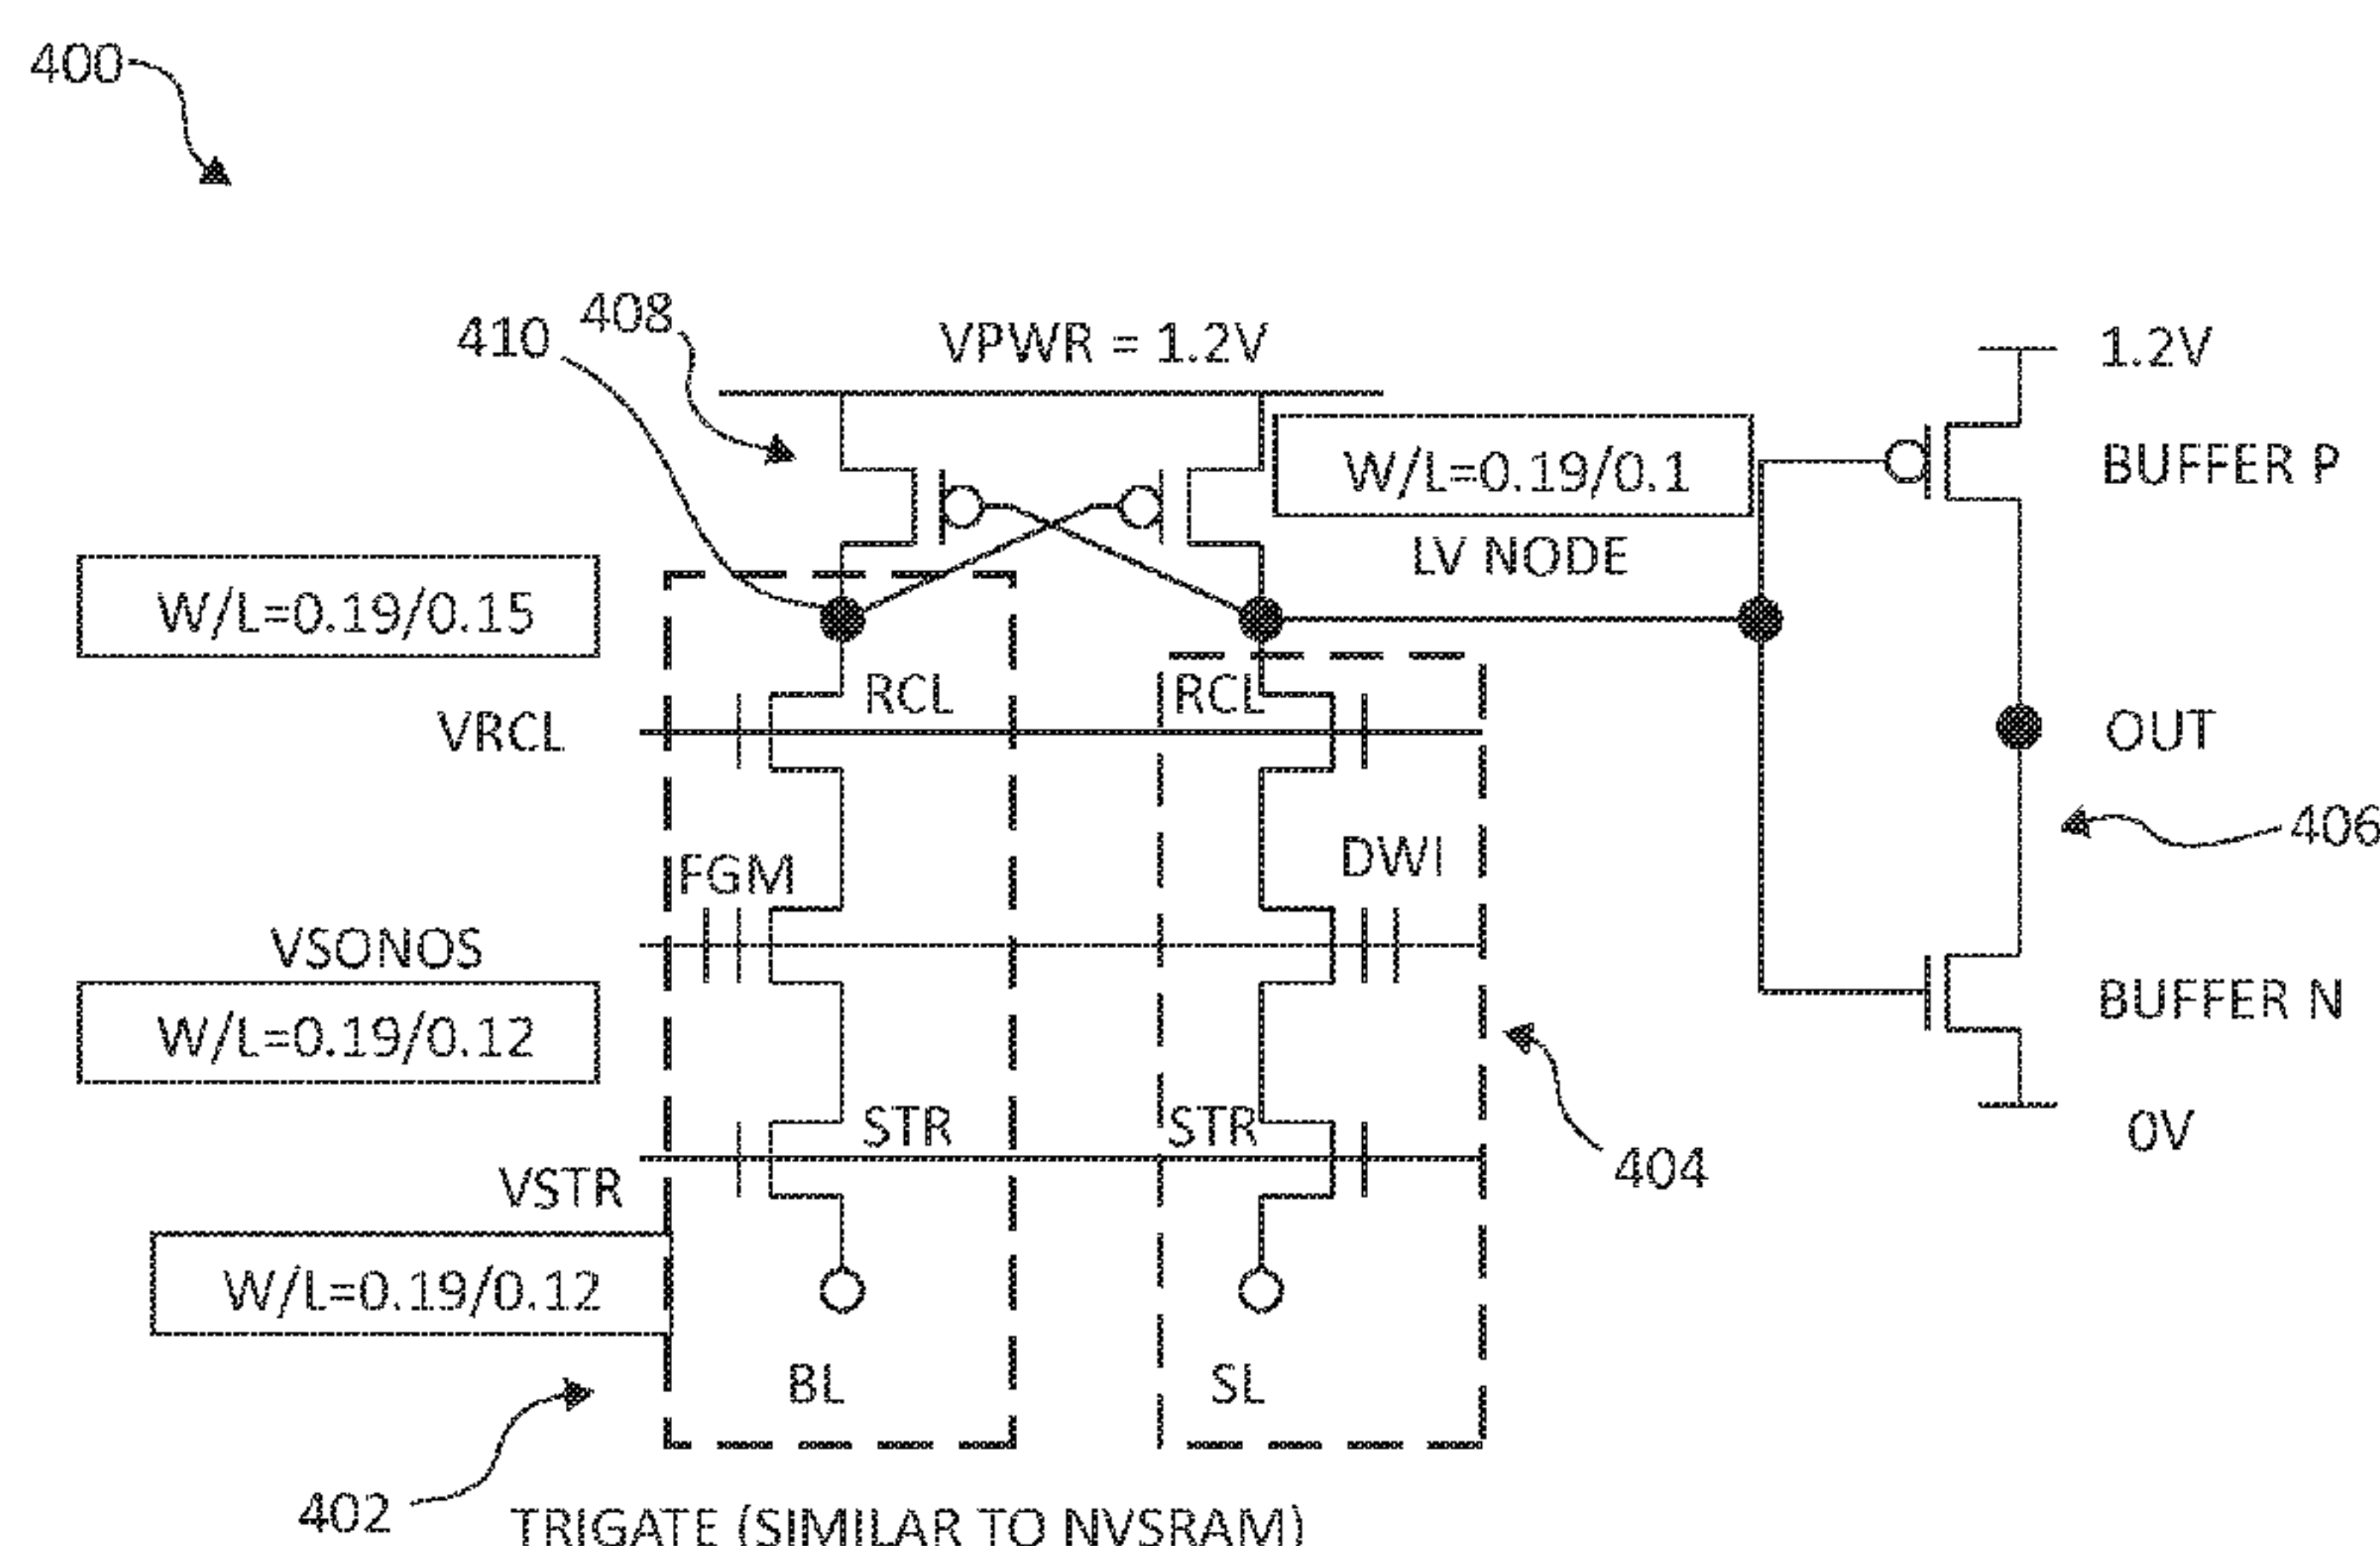 400
408
410
VPWR = 1.2V
1.2V
W/L=0.19/0.1
BUFFER P
LV NODE
W/L=0.19/0.15
RCL
RCL
VRCL
OUT
406
FGM
DWI
VSONOS
W/L=0.19/0.12
BUFFER N
STR
STR
0V
404
VSTR
W/L=0.19/0.12
BL
SL
402
TRIGATE (SIMILAR TO NVSRAM)